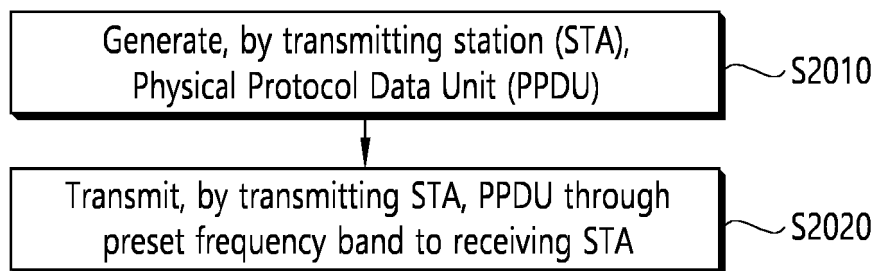 Generate, by transmitting station (STA),
Physical Protocol Data Unit (PPDU)
S2010
Transmit, by transmitting STA, PPDU through
preset frequency band to receiving STA
S2020